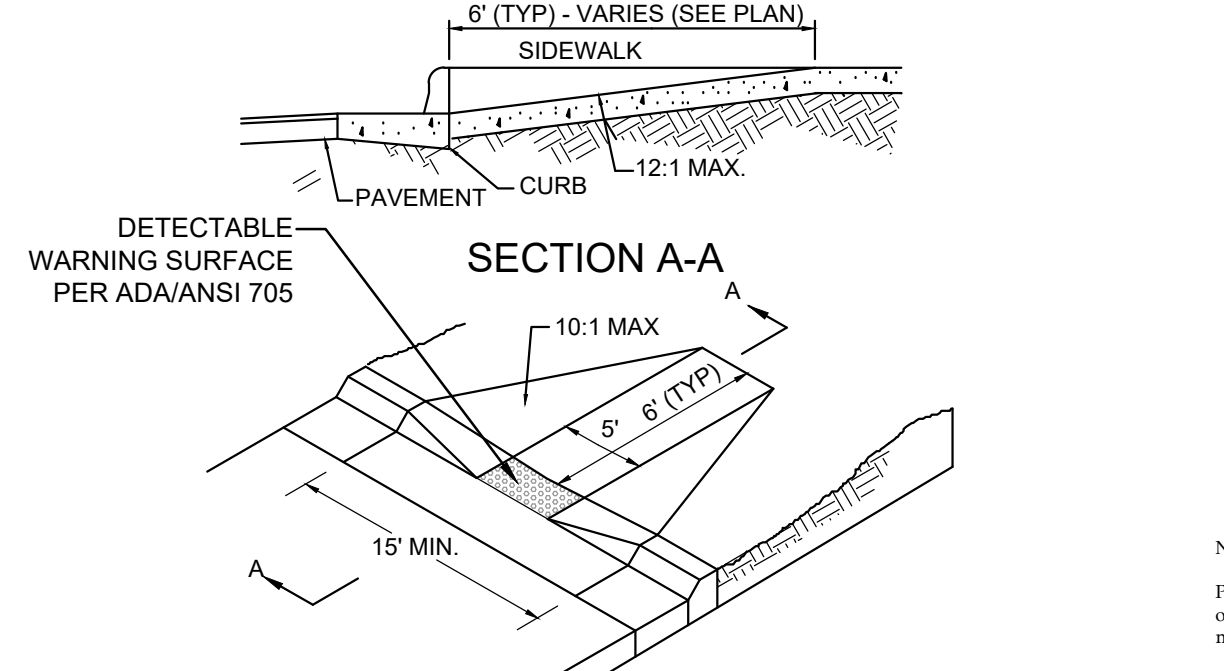 6' (TYP) - VARIES (SEE PLAN)
SIDEWALK
12:1 MAX.
CURB
PAVEMENT
DETECTABLE
WARNING SURFACE
PER ADA/ANSI 705
SECTION A-A
A
10:1 MAX
6' (TYP)
5'
15' MIN.
A
N
P
o